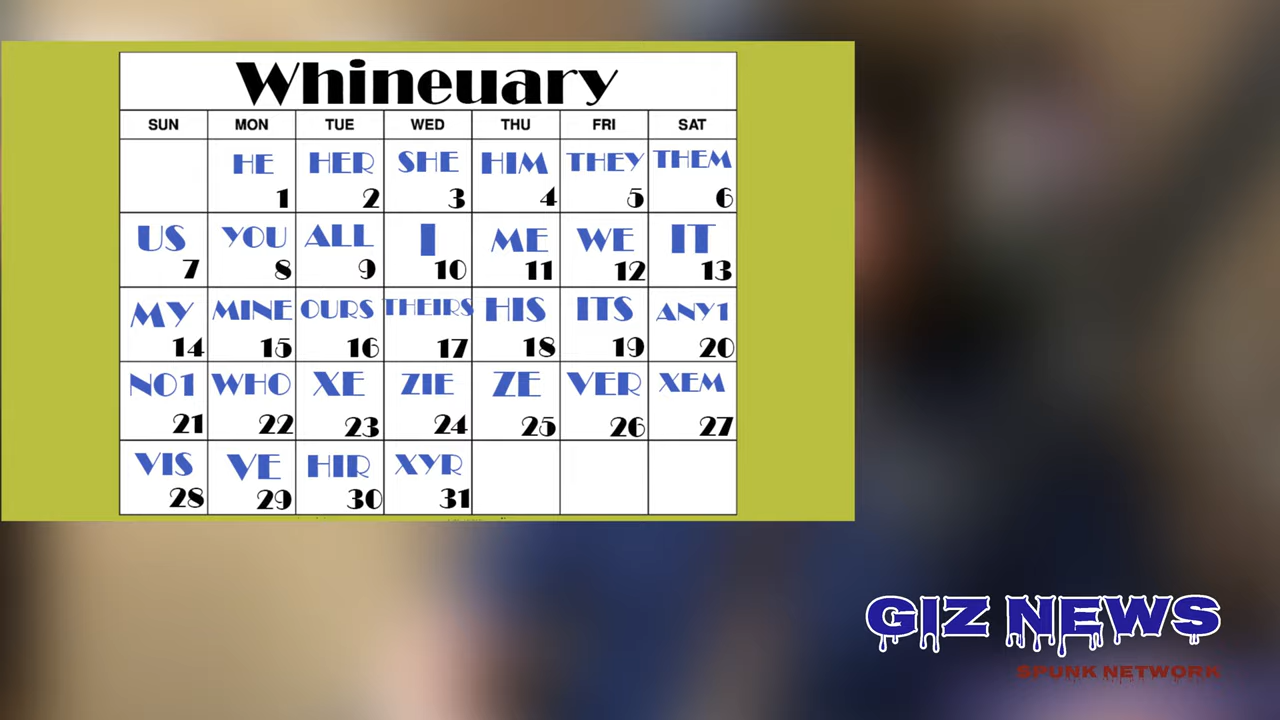 Whineuary
SUN MON TUE WED THU FRI SAT
HE HER SHE HIM THEY THEM
1 2 3 4 5 6
US YOU ALL I ME WE IT
7 8 9 10 11 12 13
MY MINE OURS THEIRS HIS ITS ANY1
14 15 16 17 18 19 20
NO1 WHO XE ZIE ZE VER XEM
21 22 23 24 25 26 27
VIS VE HIR XYR
28 29 30 31
GIZ NEWS
SPUNK NETWORK